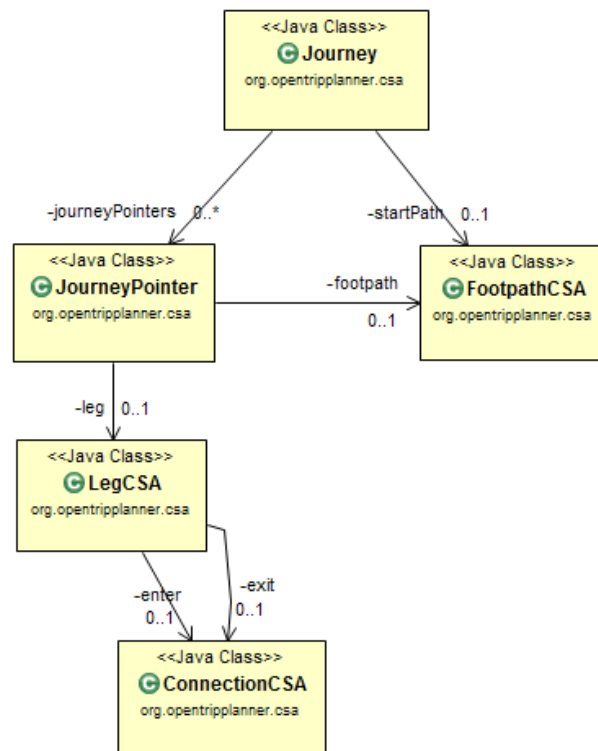 <<Java Class>>
C Journey
org.opentripplanner.csa
-journeyPointers 0..*
-startPath 0..1
<<Java Class>>
C JourneyPointer
org.opentripplanner.csa
-footpath
0..1
<<Java Class>>
C FootpathCSA
org.opentripplanner.csa
-leg 0..1
<<Java Class>>
C LegCSA
org.opentripplanner.csa
-enter
0..1
-exit
0..1
<<Java Class>>
C ConnectionCSA
org.opentripplanner.csa